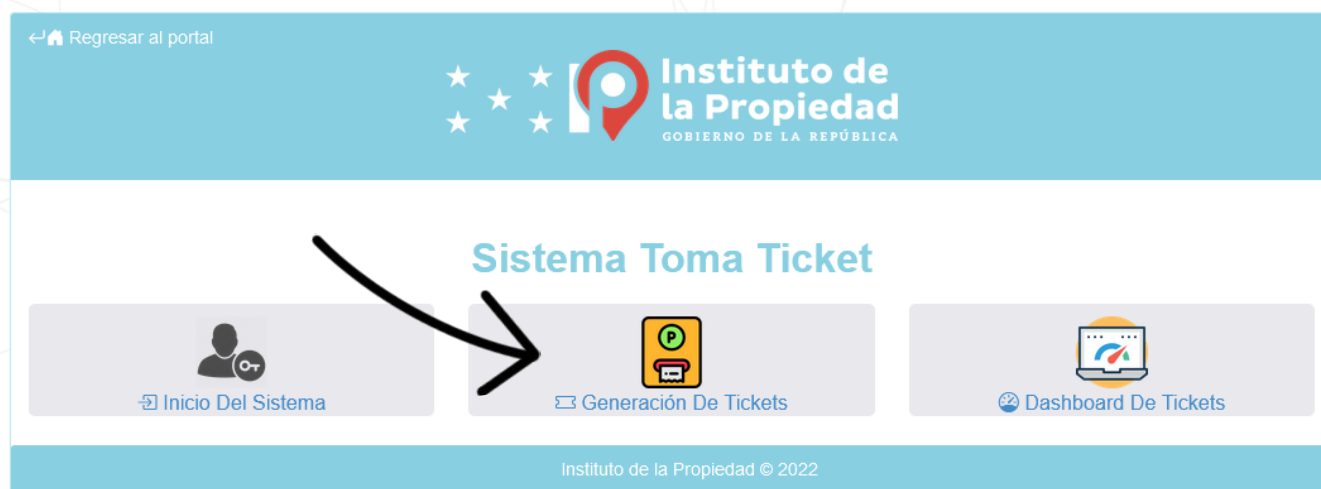 Regresar al portal
Instituto de
la Propiedad
GOBIERNO DE LA REPÚBLICA
Sistema Toma Ticket
P
Inicio Del Sistema
Generación De Tickets
Dashboard De Tickets
Instituto de la Propiedad © 2022